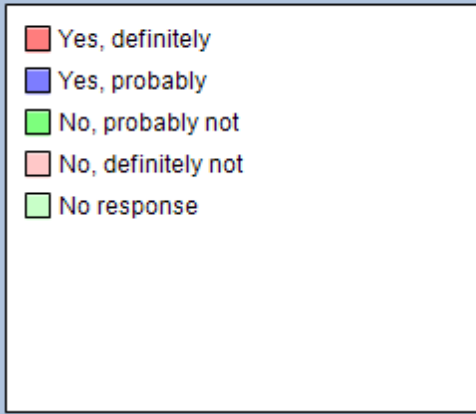 Yes, definitely
Yes, probably
No, probably not
No, definitely not
No response